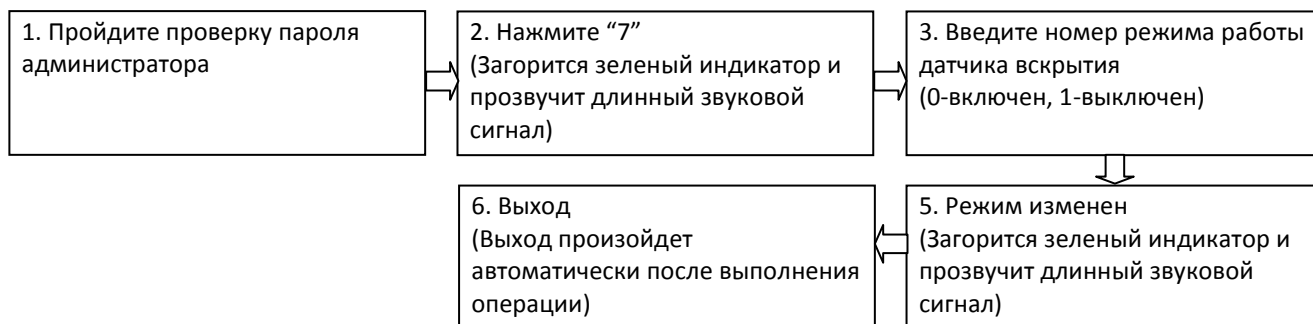 1. Пройдите проверку пароля
администратора
2. Нажмите “7”
(Загорится зеленый индикатор и
прозвучит длинный звуковой
сигнал)
3. Введите номер режима работы
датчика вскрытия
(0-включен, 1-выключен)
5. Режим изменен
(Загорится зеленый индикатор и
прозвучит длинный звуковой
сигнал)
6. Выход
(Выход произойдет
автоматически после выполнения
операции)